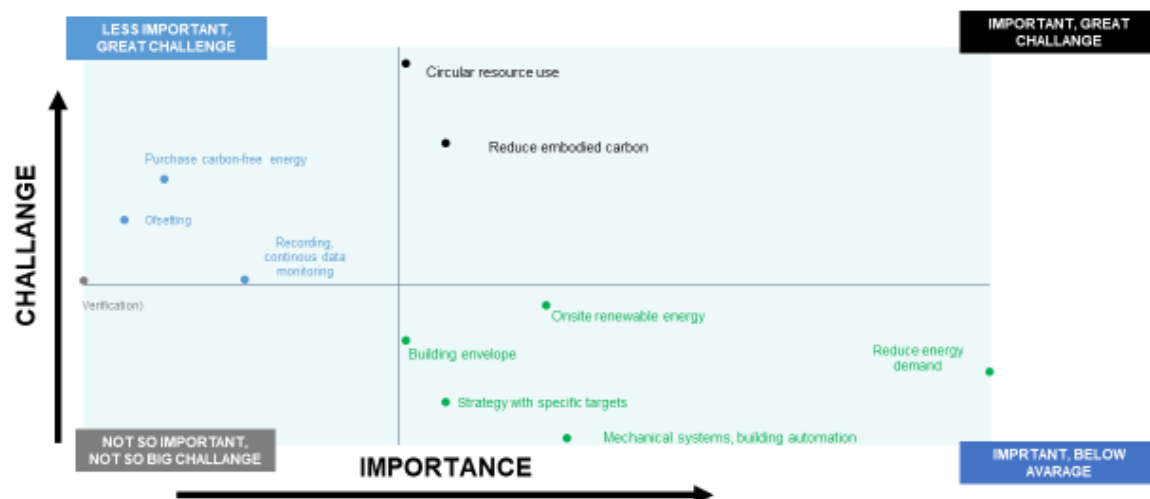 LESS IMPORTANT,
GREAT CHALLENGE
IMPORTANT, GREAT
CHALLANGE
Circular resource use
Reduce embodied carbon
Purchase carbon-free energy
Ofsetting
Recording,
continous data
monitoring
Verification)
Onsite renewable energy
Building envelope
Reduce energy
demand
Strategy with specific targets
Mechanical systems, building automation
CHALLANGE
NOT SO IMPORTANT,
NOT SO BIG CHALLANGE
IMPORTANCE
IMPRTANT, BELOW
AVARAGE